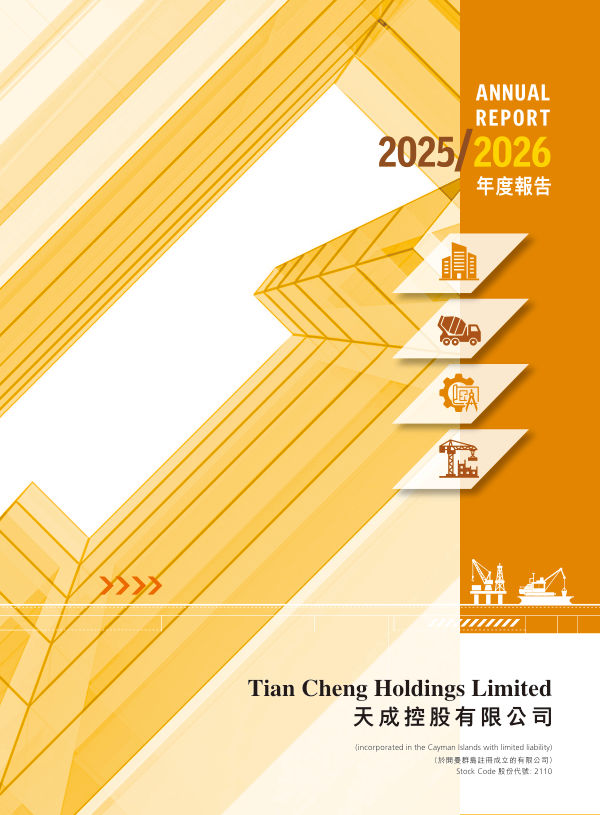 ANNUAL
REPORT
2025/2026
年度報告
Tian Cheng Holdings Limited
天成控股有限公司
(incorporated in the Cayman Islands with limited liability)
(於開曼群島註冊成立的有限公司)
Stock Code 股份代號: 2110